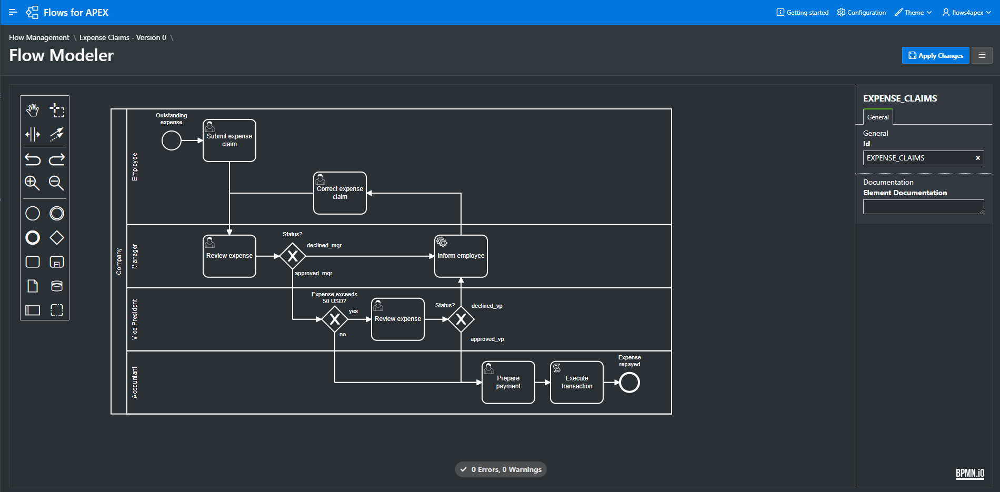 Flows for APEX
Getting started
Configuration
Theme
flows4apex
Flow Management \ Expense Claims - Version 0 \
Flow Modeler
Apply Changes
EXPENSE_CLAIMS
General
General
Id
EXPENSE_CLAIMS
Documentation
Element Documentation
Company
Employee
Outstanding
expense
Submit expense
claim
Correct expense
claim
Manager
Review expense
Status?
declined_mgr
approved_mgr
Inform employee
Vice President
Expense exceeds
50 USD?
yes
no
Review expense
Status?
declined_vp
approved_vp
Accountant
Prepare
payment
Execute
transaction
Expense
repayed
0 Errors, 0 Warnings
BPMN.iO